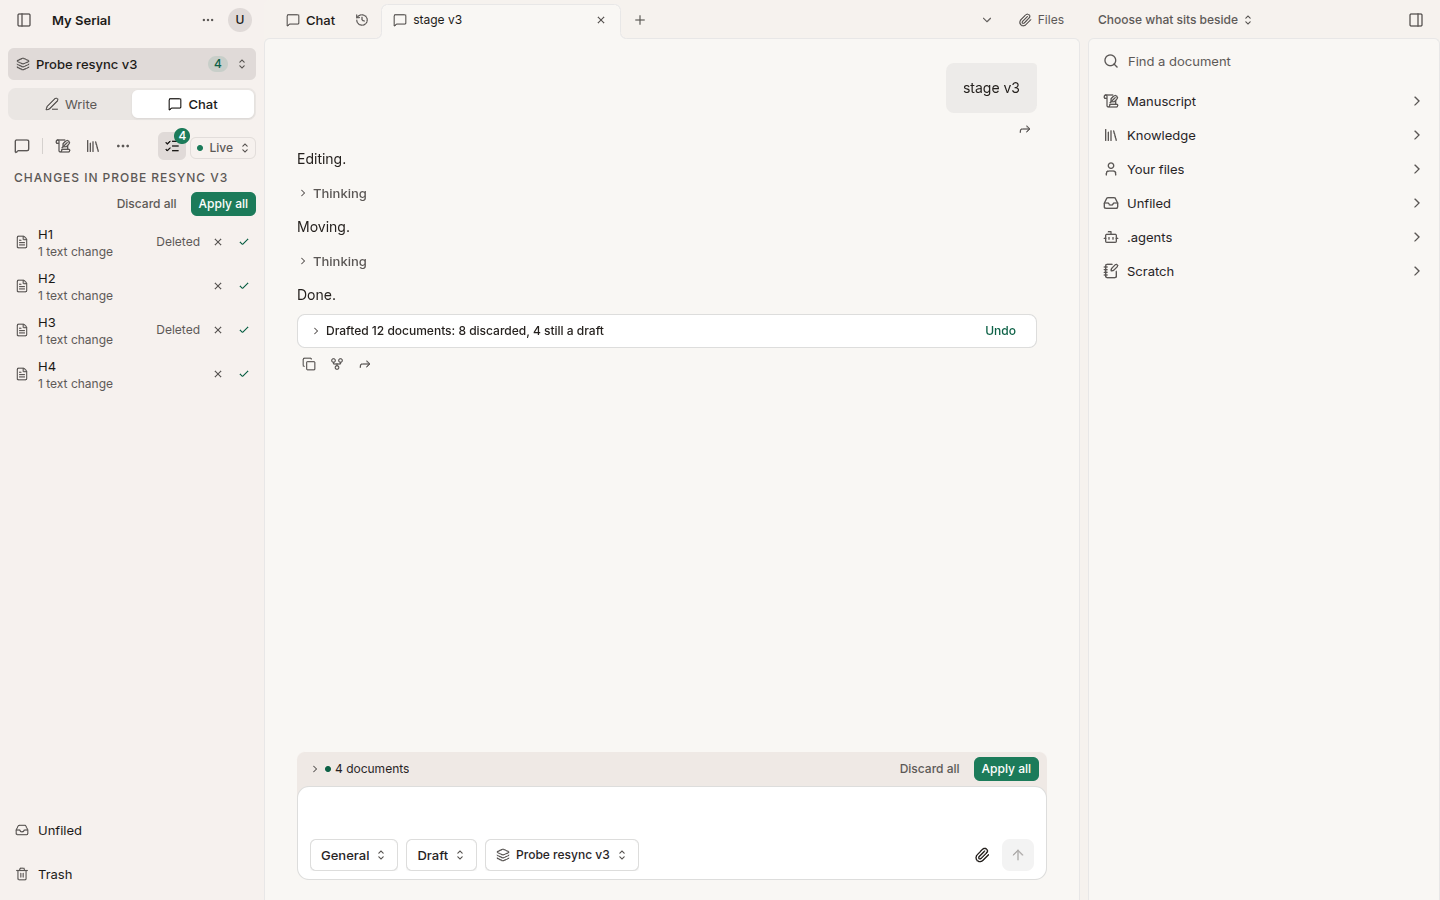 My Serial
U
Probe resync v3
4
Write
Chat
4
Live
CHANGES IN PROBE RESYNC V3
Discard all
Apply all
H1
1 text change
Deleted
H2
1 text change
H3
1 text change
Deleted
H4
1 text change
Unfiled
Trash
Chat
stage v3
Files
stage v3
Editing.
Thinking
Moving.
Thinking
Done.
Drafted 12 documents: 8 discarded, 4 still a draft
Undo
4 documents
Discard all
Apply all
General
Draft
Probe resync v3
Choose what sits beside
Find a document
Manuscript
Knowledge
Your files
Unfiled
.agents
Scratch